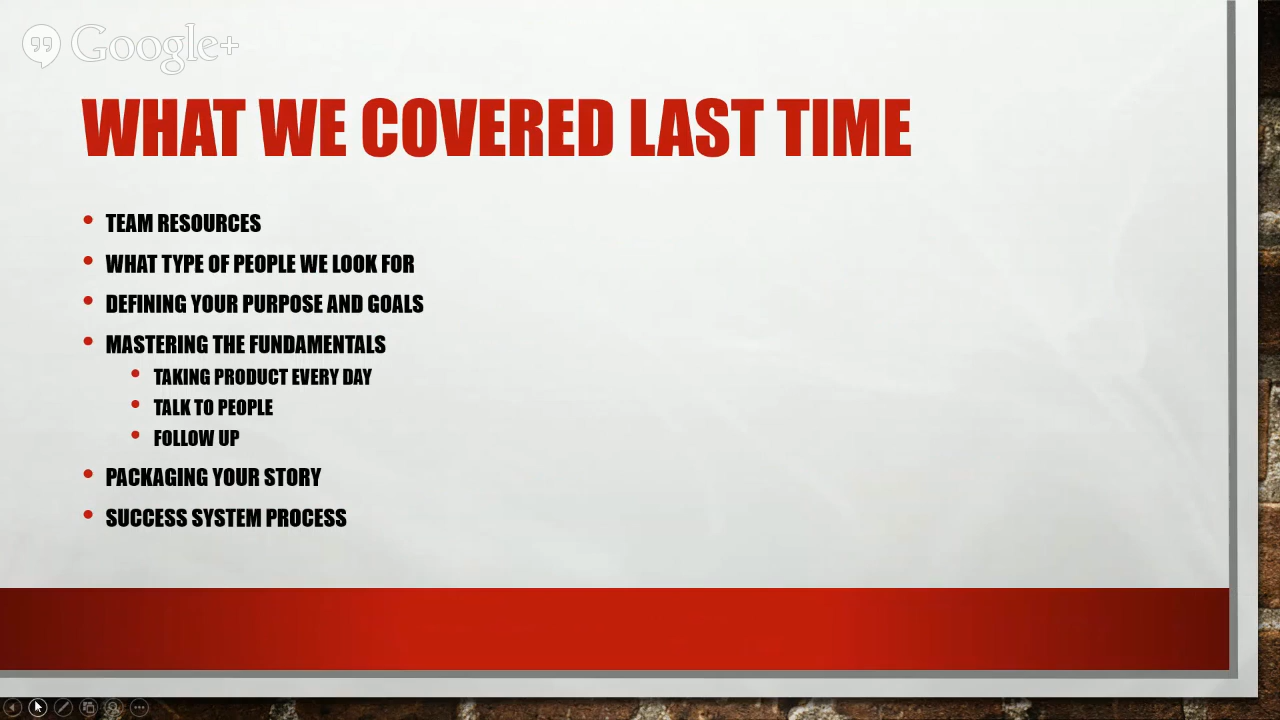 Google+
WHAT WE COVERED LAST TIME
• TEAM RESOURCES
• WHAT TYPE OF PEOPLE WE LOOK FOR
• DEFINING YOUR PURPOSE AND GOALS
• MASTERING THE FUNDAMENTALS
• TAKING PRODUCT EVERY DAY
• TALK TO PEOPLE
• FOLLOW UP
• PACKAGING YOUR STORY
• SUCCESS SYSTEM PROCESS